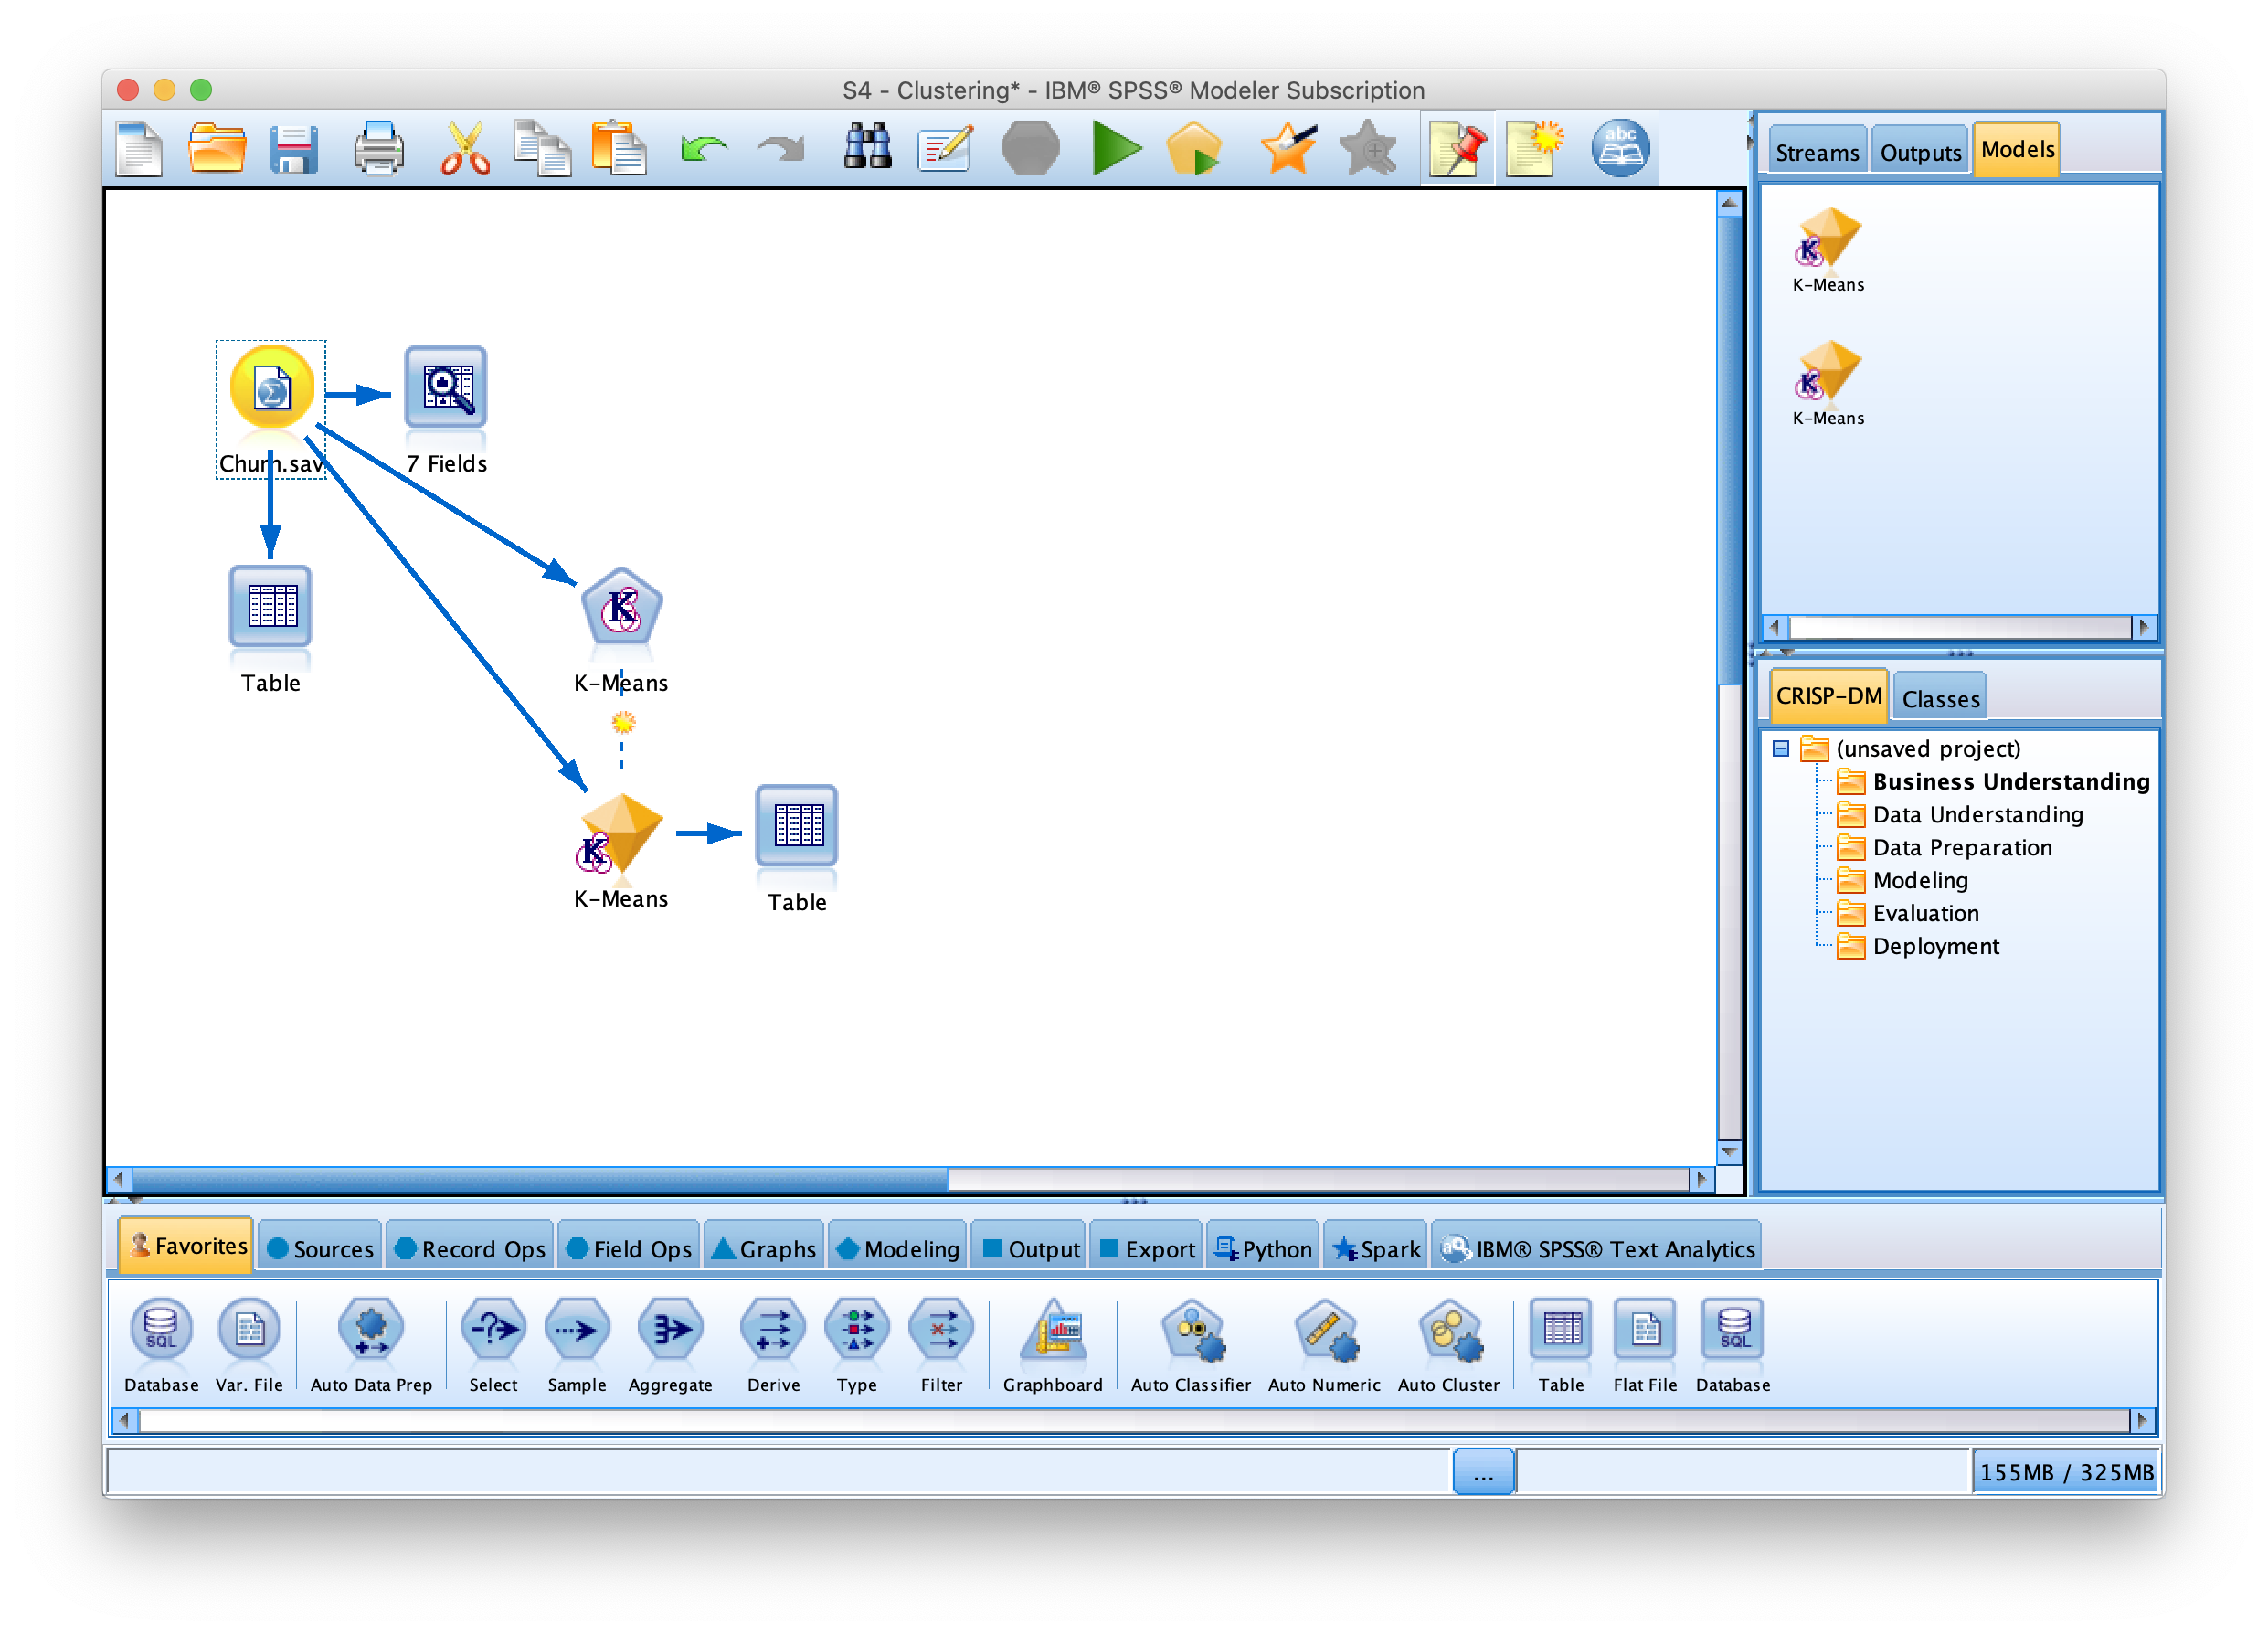 S4 - Clustering* - IBM® SPSS® Modeler Subscription
abc
Streams
Outputs
Models
K-Means
K-Means
Churn.sav
7 Fields
Table
K
K-Means
K
K-Means
Table
CRISP-DM
Classes
(unsaved project)
Business Understanding
Data Understanding
Data Preparation
Modeling
Evaluation
Deployment
Favorites
Sources
Record Ops
Field Ops
Graphs
Modeling
Output
Export
Python
Spark
IBM® SPSS® Text Analytics
SQL
SQL
Database
Var. File
Auto Data Prep
Select
Sample
Aggregate
Derive
Type
Filter
Graphboard
Auto Classifier
Auto Numeric
Auto Cluster
Table
Flat File
Database
...
155MB / 325MB